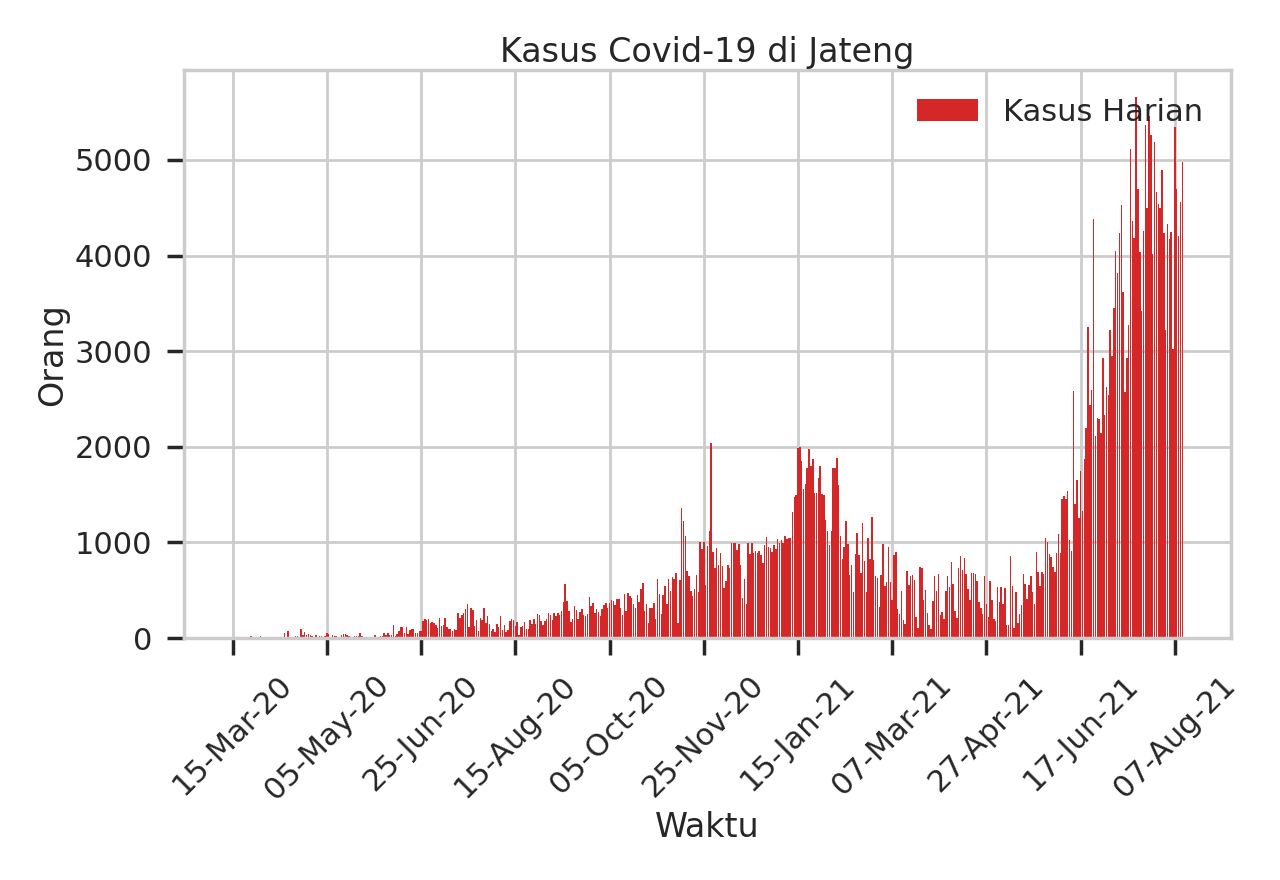 Kasus Covid-19 di Jateng
Kasus Harian
5000
4000
3000
2000
1000
0
Orang
15-Mar-20
05-May-20
25-Jun-20
15-Aug-20
05-Oct-20
25-Nov-20
15-Jan-21
07-Mar-21
27-Apr-21
17-Jun-21
07-Aug-21
Waktu